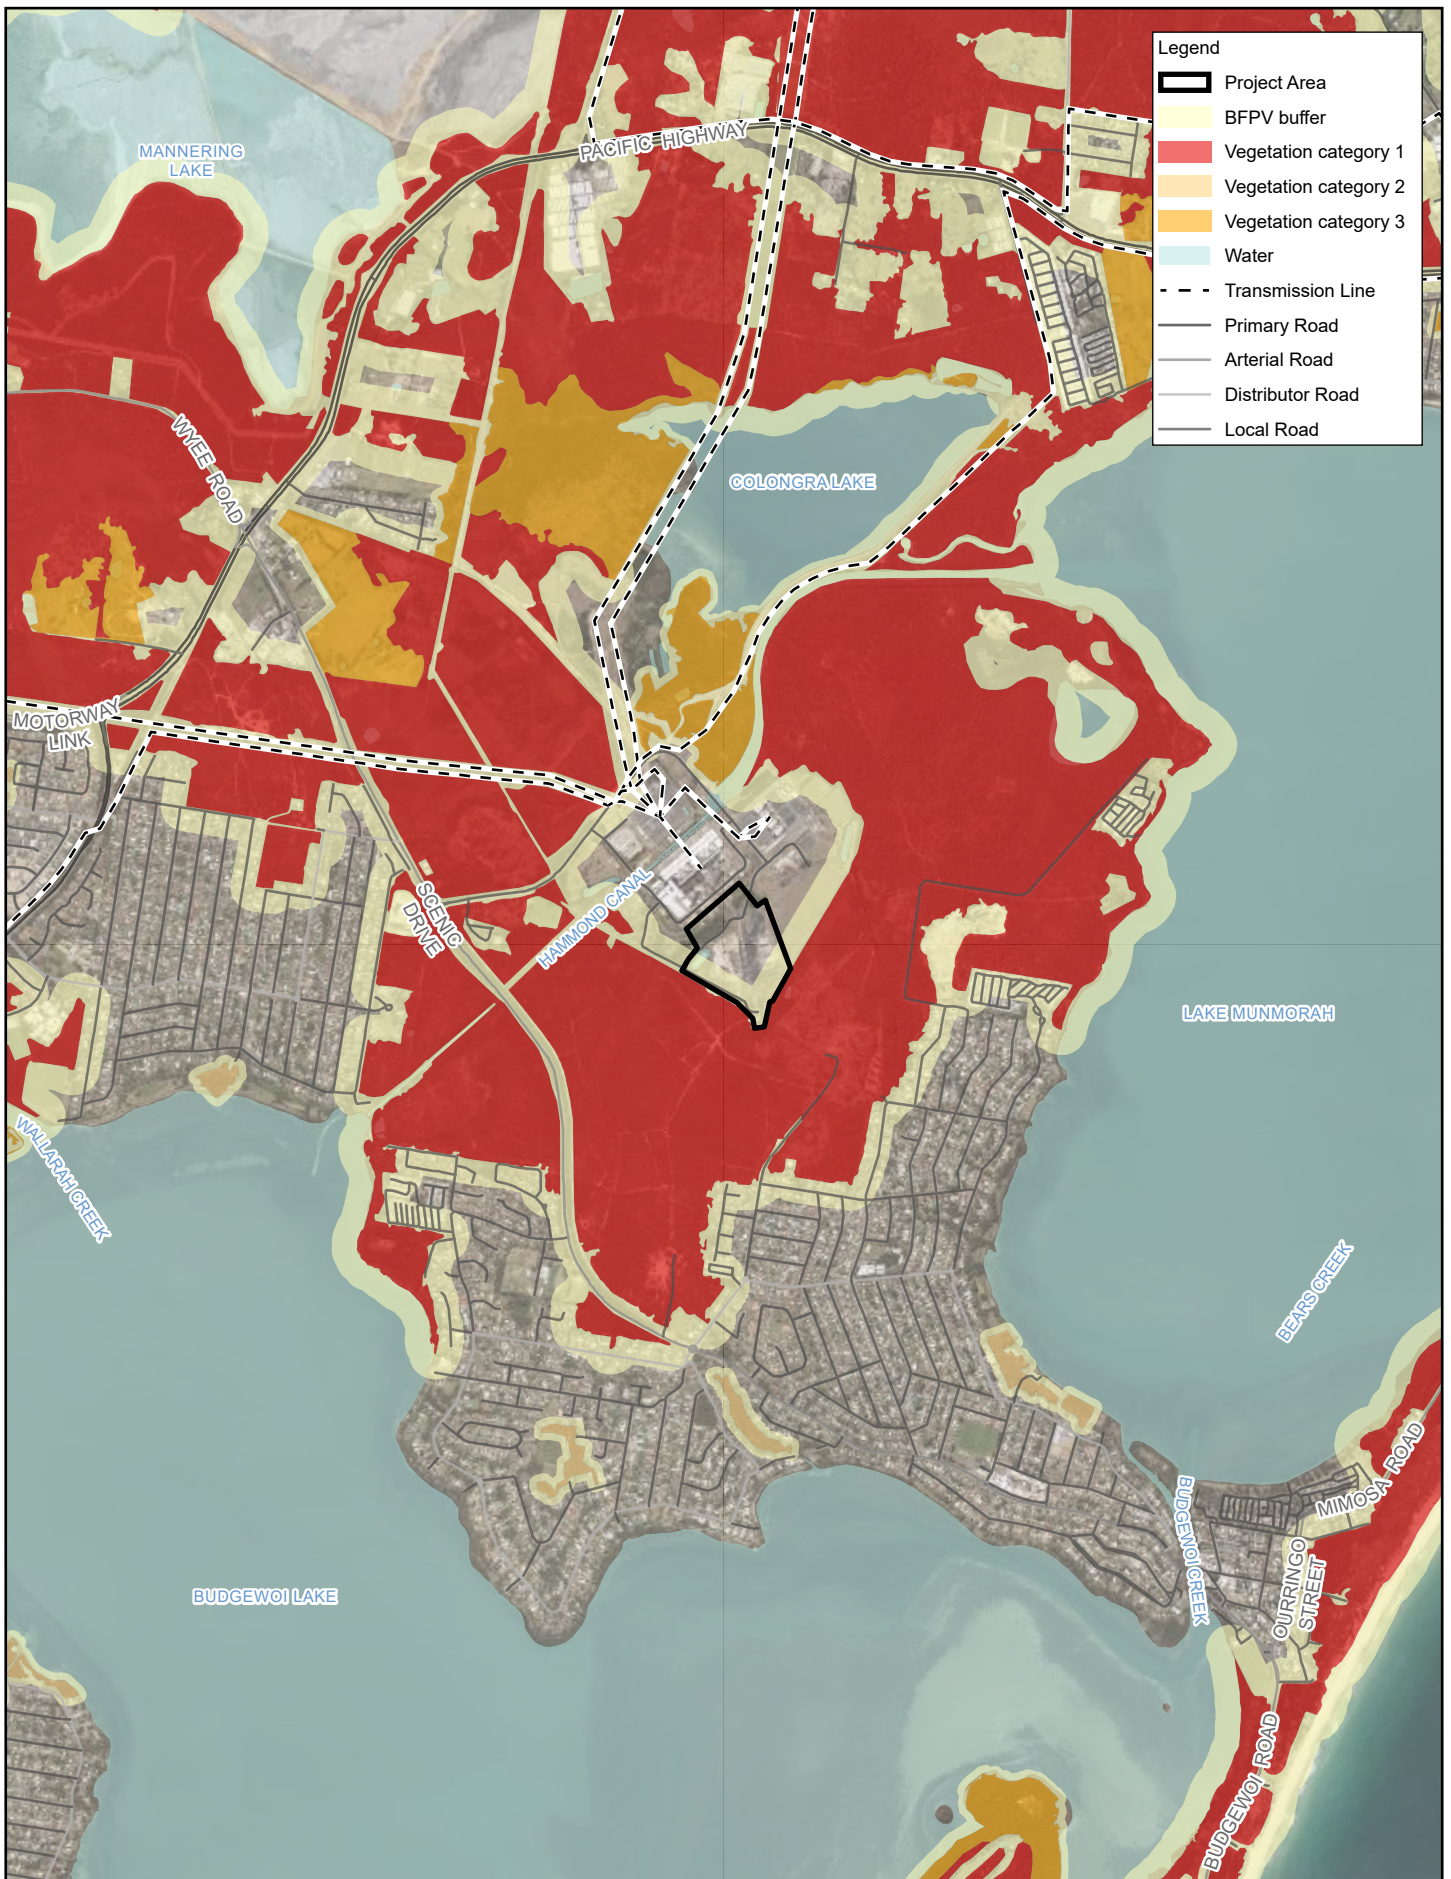 Legend
Project Area
BFPV buffer
Vegetation category 1
Vegetation category 2
Vegetation category 3
Water
Transmission Line
Primary Road
Arterial Road
Distributor Road
Local Road
PACIFIC HIGHWAY
MANNERING
LAKE
WYEE ROAD
COLONGRA LAKE
MOTORWAY
LINK
SCENIC
DRIVE
HAMMOND CANAL
LAKE MUNMORAH
WALLARAH CREEK
BEARS CREEK
MIMOSA ROAD
BUDGEWOI CREEK
OURRINGO
STREET
BUDGEWOI LAKE
BUDGEWOI ROAD